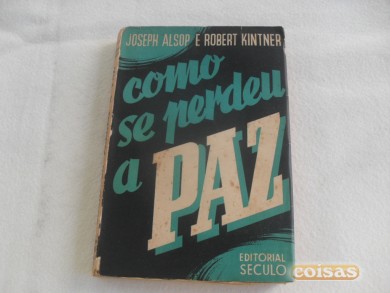 JOSEPH ALSOP E ROBERT KINTNER
como
se perdeu
a PAZ
EDITORIAL
SECULO
coisas